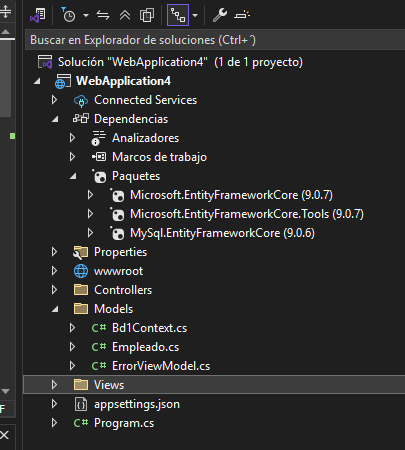 Buscar en Explorador de soluciones (Ctrl+´)
Solución "WebApplication4" (1 de 1 proyecto)
WebApplication4
Connected Services
Dependencias
Analizadores
Marcos de trabajo
Paquetes
Microsoft.EntityFrameworkCore (9.0.7)
Microsoft.EntityFrameworkCore.Tools (9.0.7)
MySql.EntityFrameworkCore (9.0.6)
Properties
wwwroot
Controllers
Models
C# Bd1Context.cs
C# Empleado.cs
C# ErrorViewModel.cs
Views
appsettings.json
F
C# Program.cs